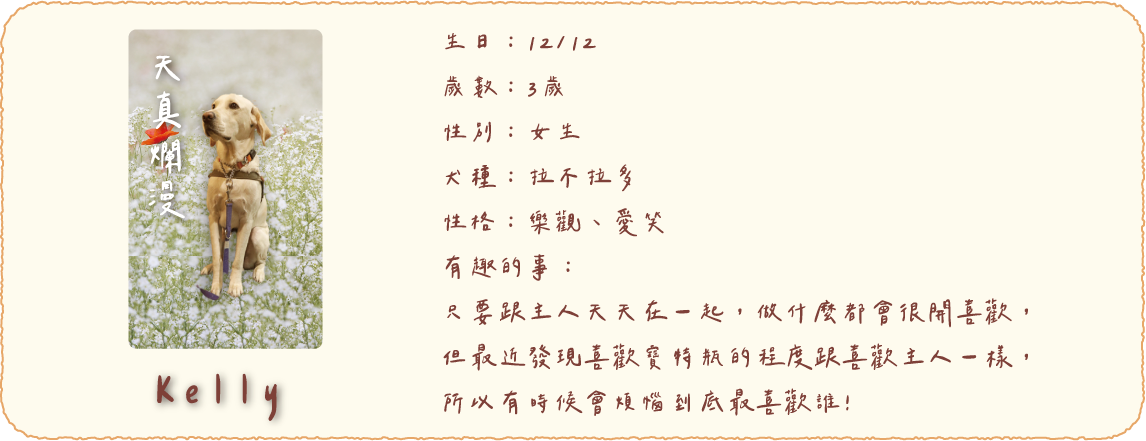 天真爛漫
Kelly
生日：12/12
歲數：3歲
性別：女生
犬種：拉不拉多
性格：樂觀、愛笑
有趣的事：
只要跟主人天天在一起，做什麼都會很開喜歡，
但最近發現喜歡寶特瓶的程度跟喜歡主人一樣，
所以有時候會煩惱到底最喜歡誰!